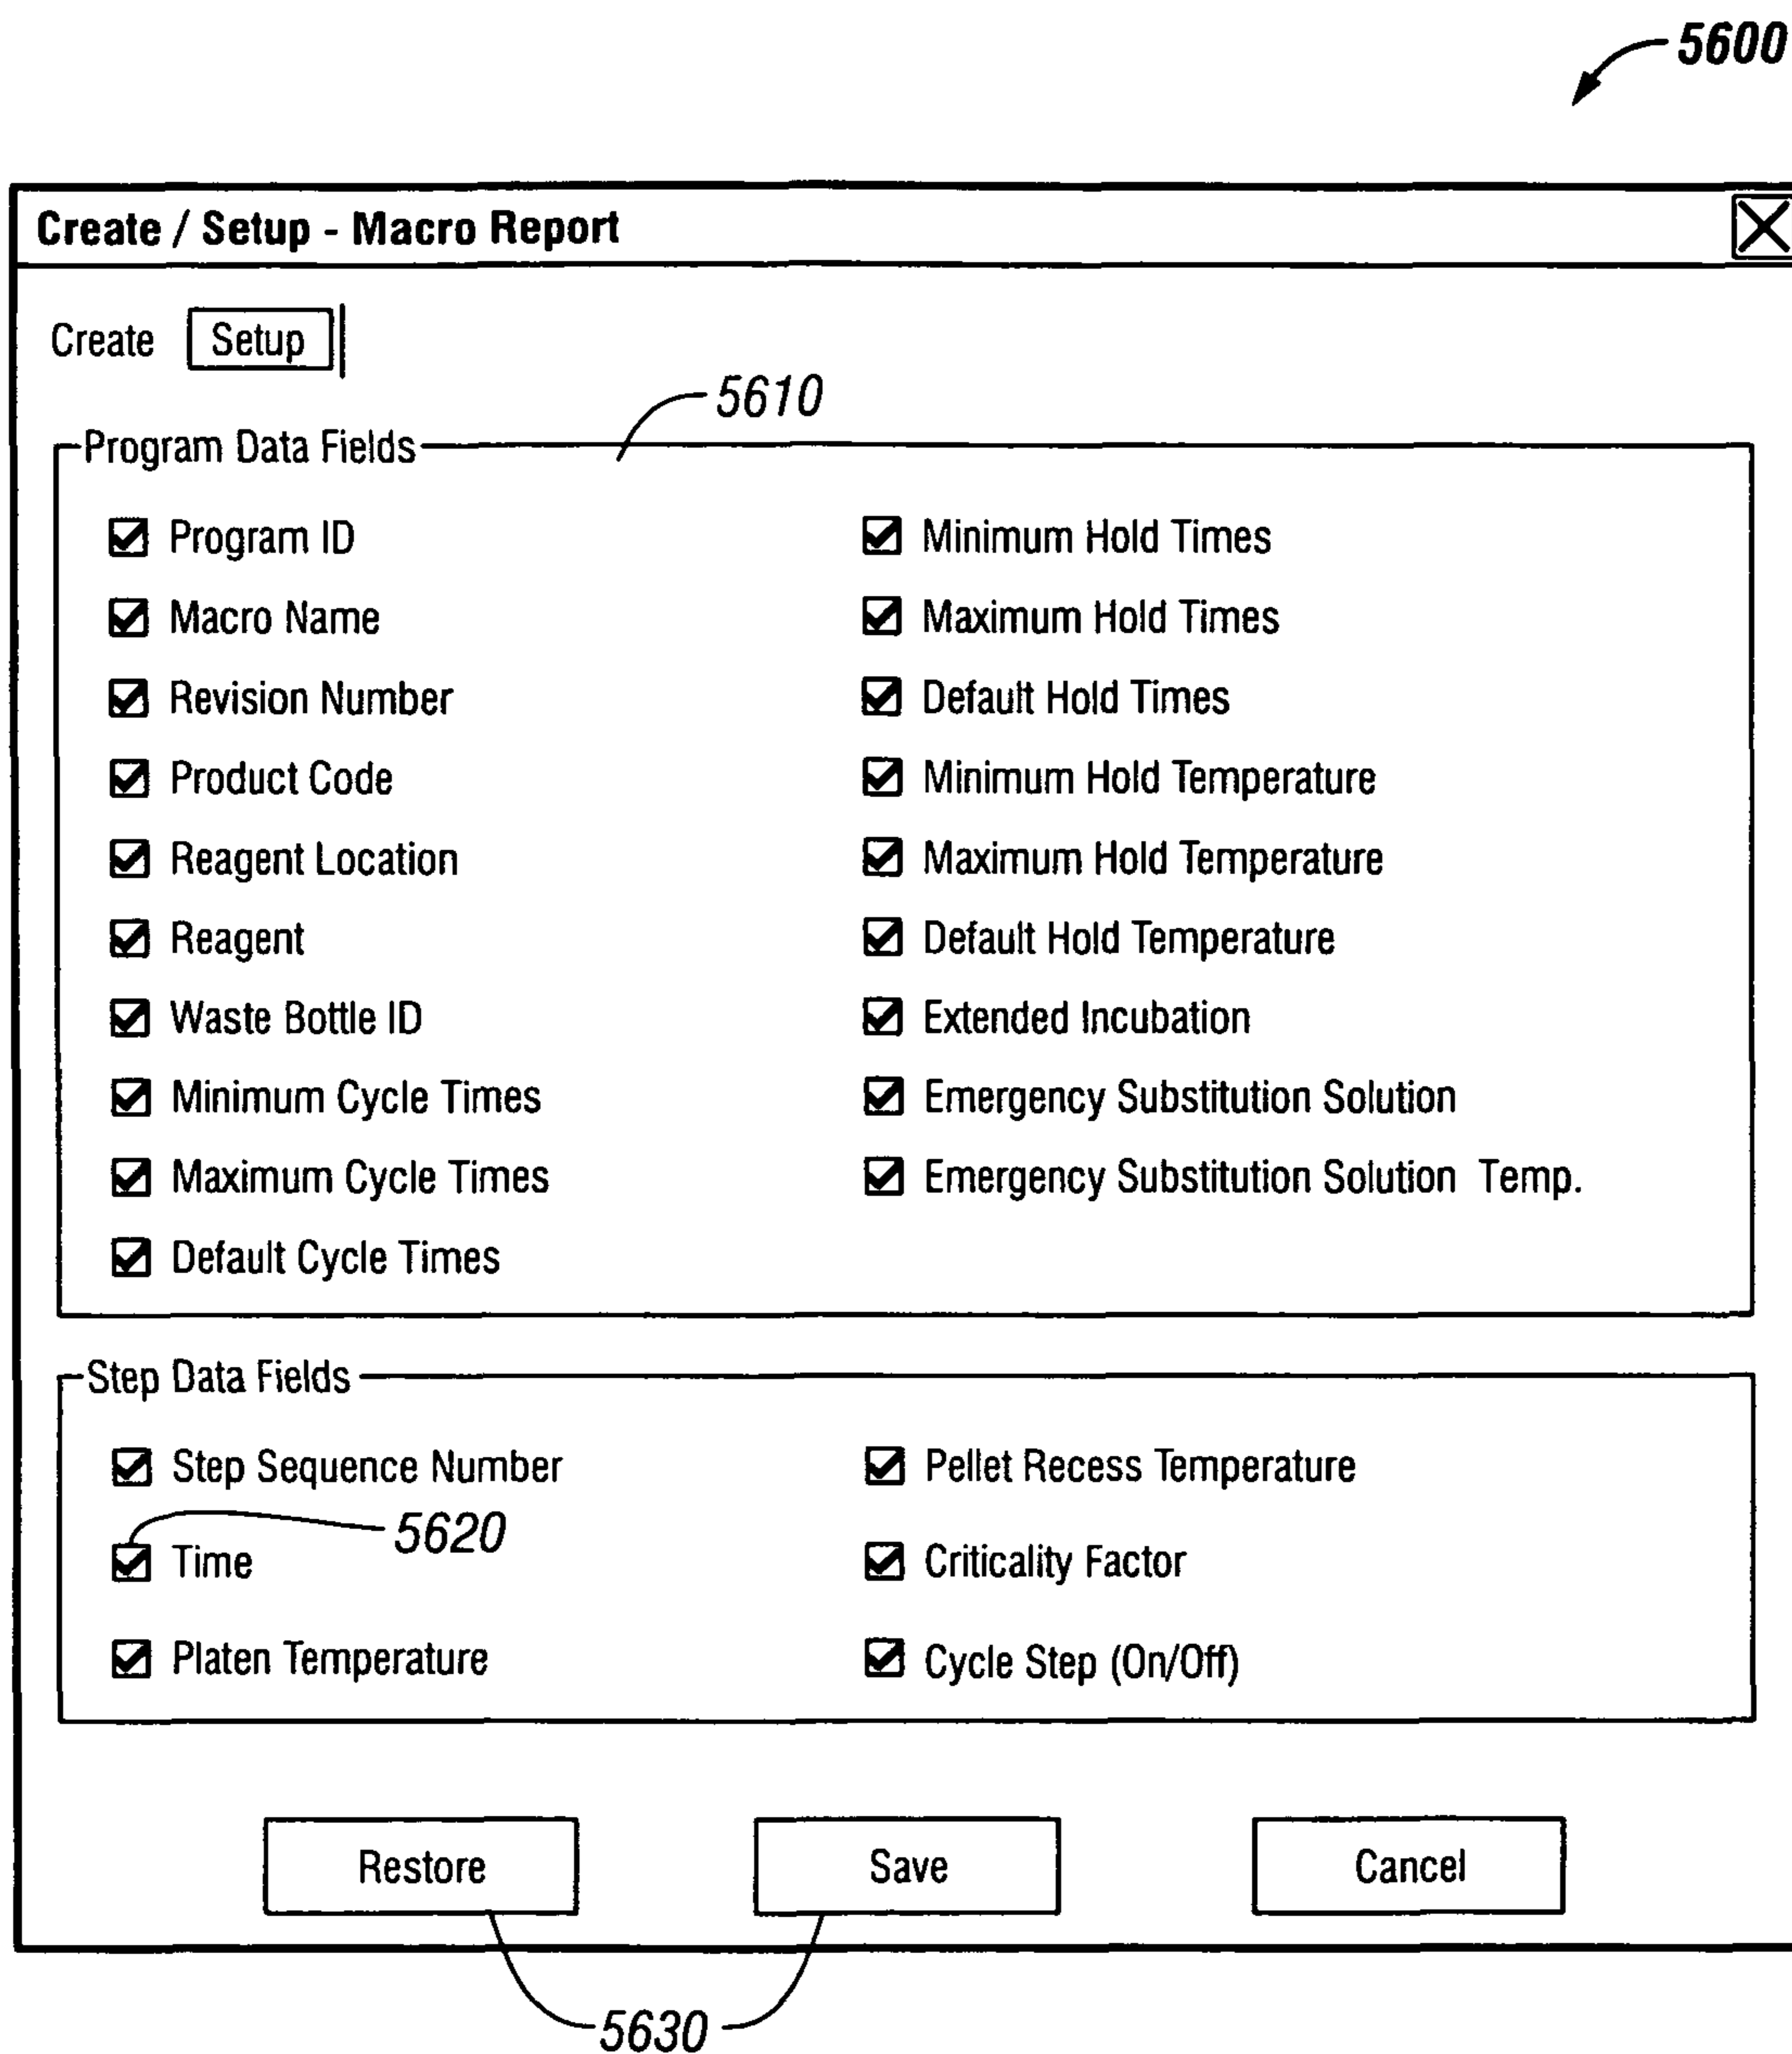 5600
Create / Setup - Macro Report
Create Setup
5610
Program Data Fields
Program ID
Macro Name
Revision Number
Product Code
Reagent Location
Reagent
Waste Bottle ID
Minimum Cycle Times
Maximum Cycle Times
Default Cycle Times
Minimum Hold Times
Maximum Hold Times
Default Hold Times
Minimum Hold Temperature
Maximum Hold Temperature
Default Hold Temperature
Extended Incubation
Emergency Substitution Solution
Emergency Substitution Solution Temp.
Step Data Fields
Step Sequence Number
5620
Time
Platen Temperature
Pellet Recess Temperature
Criticality Factor
Cycle Step (On/Off)
Restore Save Cancel
5630